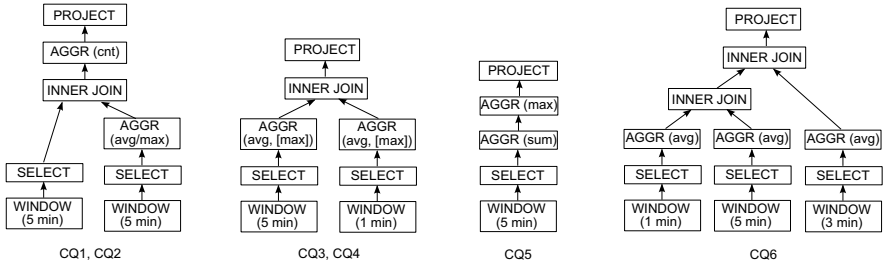 PROJECT
AGGR (cnt)
INNER JOIN
AGGR
(avg/max)
SELECT
SELECT
WINDOW
(5 min)
WINDOW
(5 min)
CQ1, CQ2
PROJECT
INNER JOIN
AGGR
(avg, [max])
AGGR
(avg, [max])
SELECT
SELECT
WINDOW
(5 min)
WINDOW
(1 min)
CQ3, CQ4
PROJECT
AGGR (max)
AGGR (sum)
SELECT
WINDOW
(5 min)
CQ5
PROJECT
INNER JOIN
INNER JOIN
AGGR (avg)
AGGR (avg)
AGGR (avg)
SELECT
SELECT
SELECT
WINDOW
(1 min)
WINDOW
(5 min)
WINDOW
(3 min)
CQ6